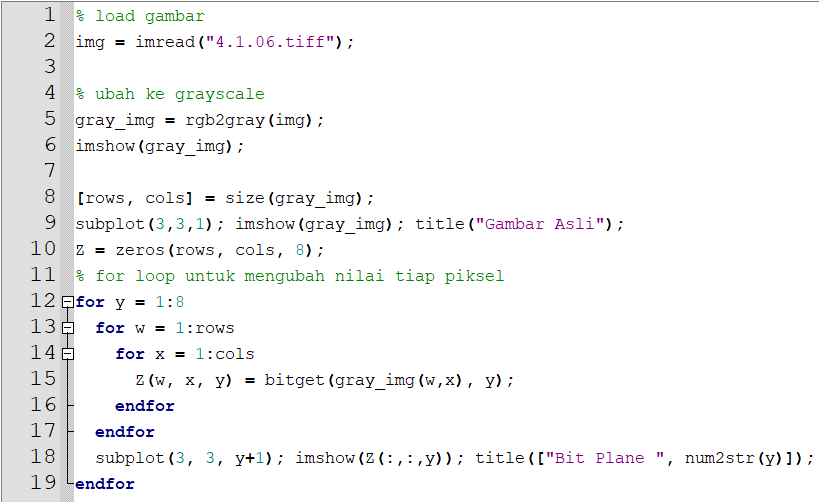 1 % load gambar
2 img = imread("4.1.06.tiff");
3
4 % ubah ke grayscale
5 gray_img = rgb2gray(img);
6 imshow(gray_img);
7
8 [rows, cols] = size(gray_img);
9 subplot(3,3,1); imshow(gray_img); title("Gambar Asli");
10 Z = zeros(rows, cols, 8);
11 % for loop untuk mengubah nilai tiap piksel
12 for y = 1:8
13   for w = 1:rows
14     for x = 1:cols
15       Z(w, x, y) = bitget(gray_img(w,x), y);
16     endfor
17   endfor
18   subplot(3, 3, y+1); imshow(Z(:,:,y)); title(["Bit Plane ", num2str(y)]);
19 endfor